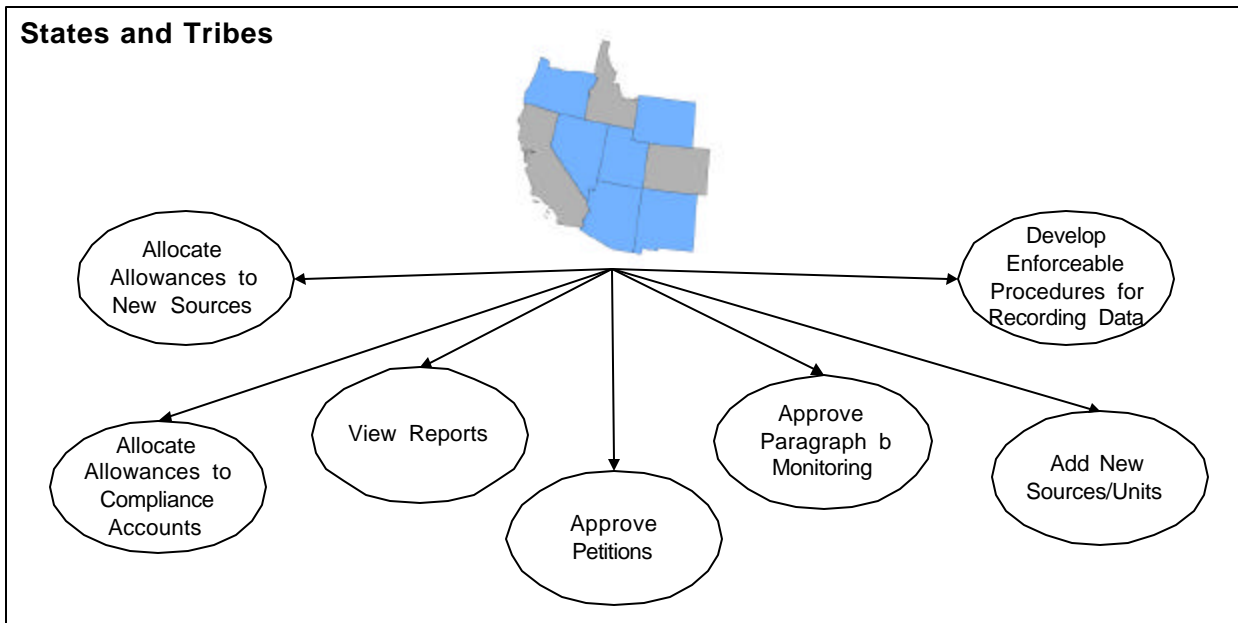 States and Tribes
Allocate
Allowances to
New Sources
Develop
Enforceable
Procedures for
Recording Data
Allocate
Allowances to
Compliance
Accounts
View Reports
Approve
Petitions
Approve
Paragraph b
Monitoring
Add New
Sources/Units